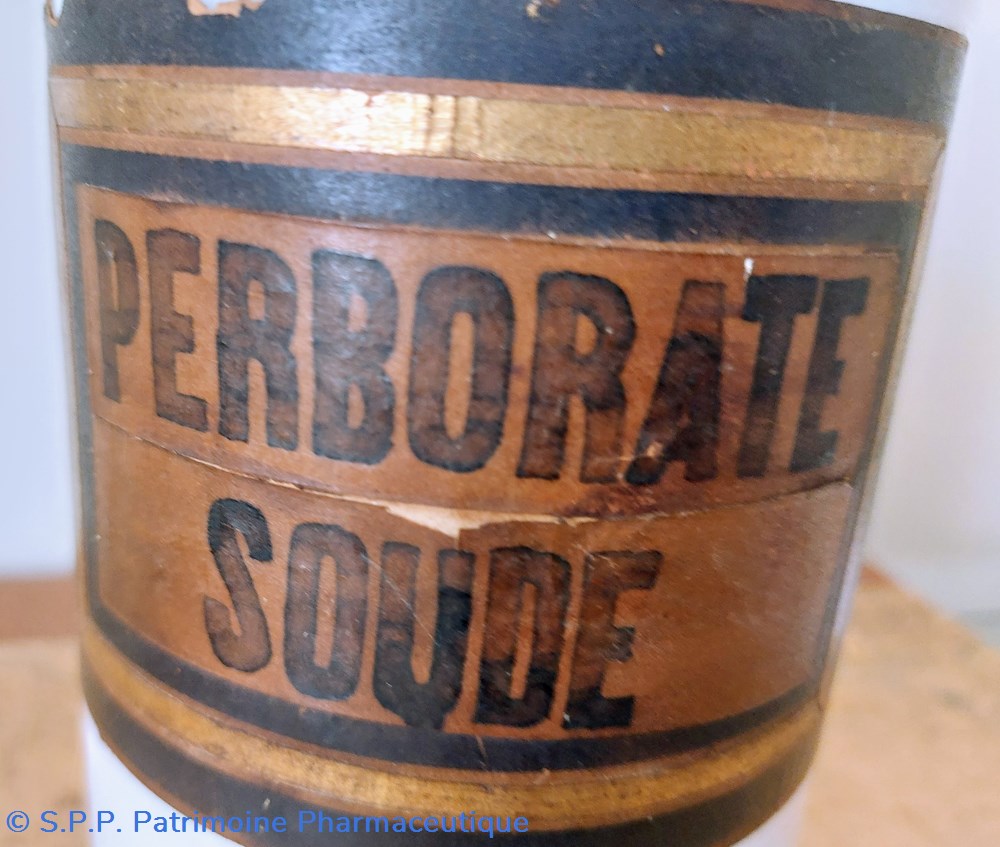 PERBORATE
SOUDE
© S.P.P. Patrimoine Pharmaceutique